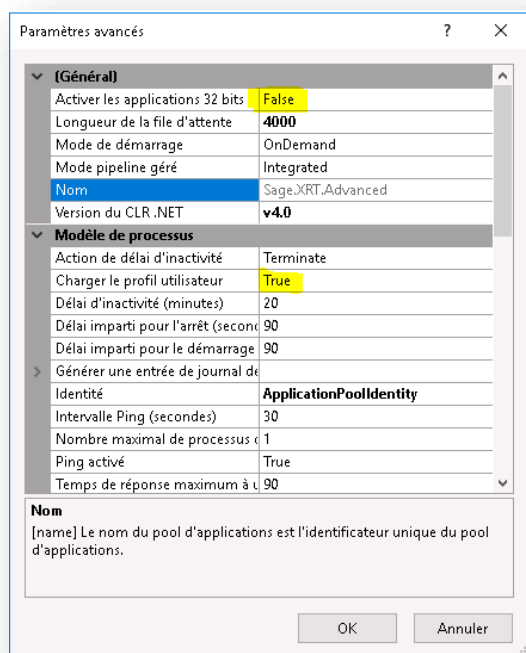 Paramètres avancés ? ×
(Général)
Activer les applications 32 bits False
Longueur de la file d'attente 4000
Mode de démarrage OnDemand
Mode pipeline géré Integrated
Nom Sage.XRT.Advanced
Version du CLR .NET v4.0
Modèle de processus
Action de délai d'inactivité Terminate
Charger le profil utilisateur True
Délai d'inactivité (minutes) 20
Délai imparti pour l'arrêt (secon 90
Délai imparti pour le démarrage 90
Générer une entrée de journal de
Identité ApplicationPoolIdentity
Intervalle Ping (secondes) 30
Nombre maximal de processus 1
Ping activé True
Temps de réponse maximum à 90
Nom
[name] Le nom du pool d'applications est l'identificateur unique du pool
d'applications.
OK Annuler